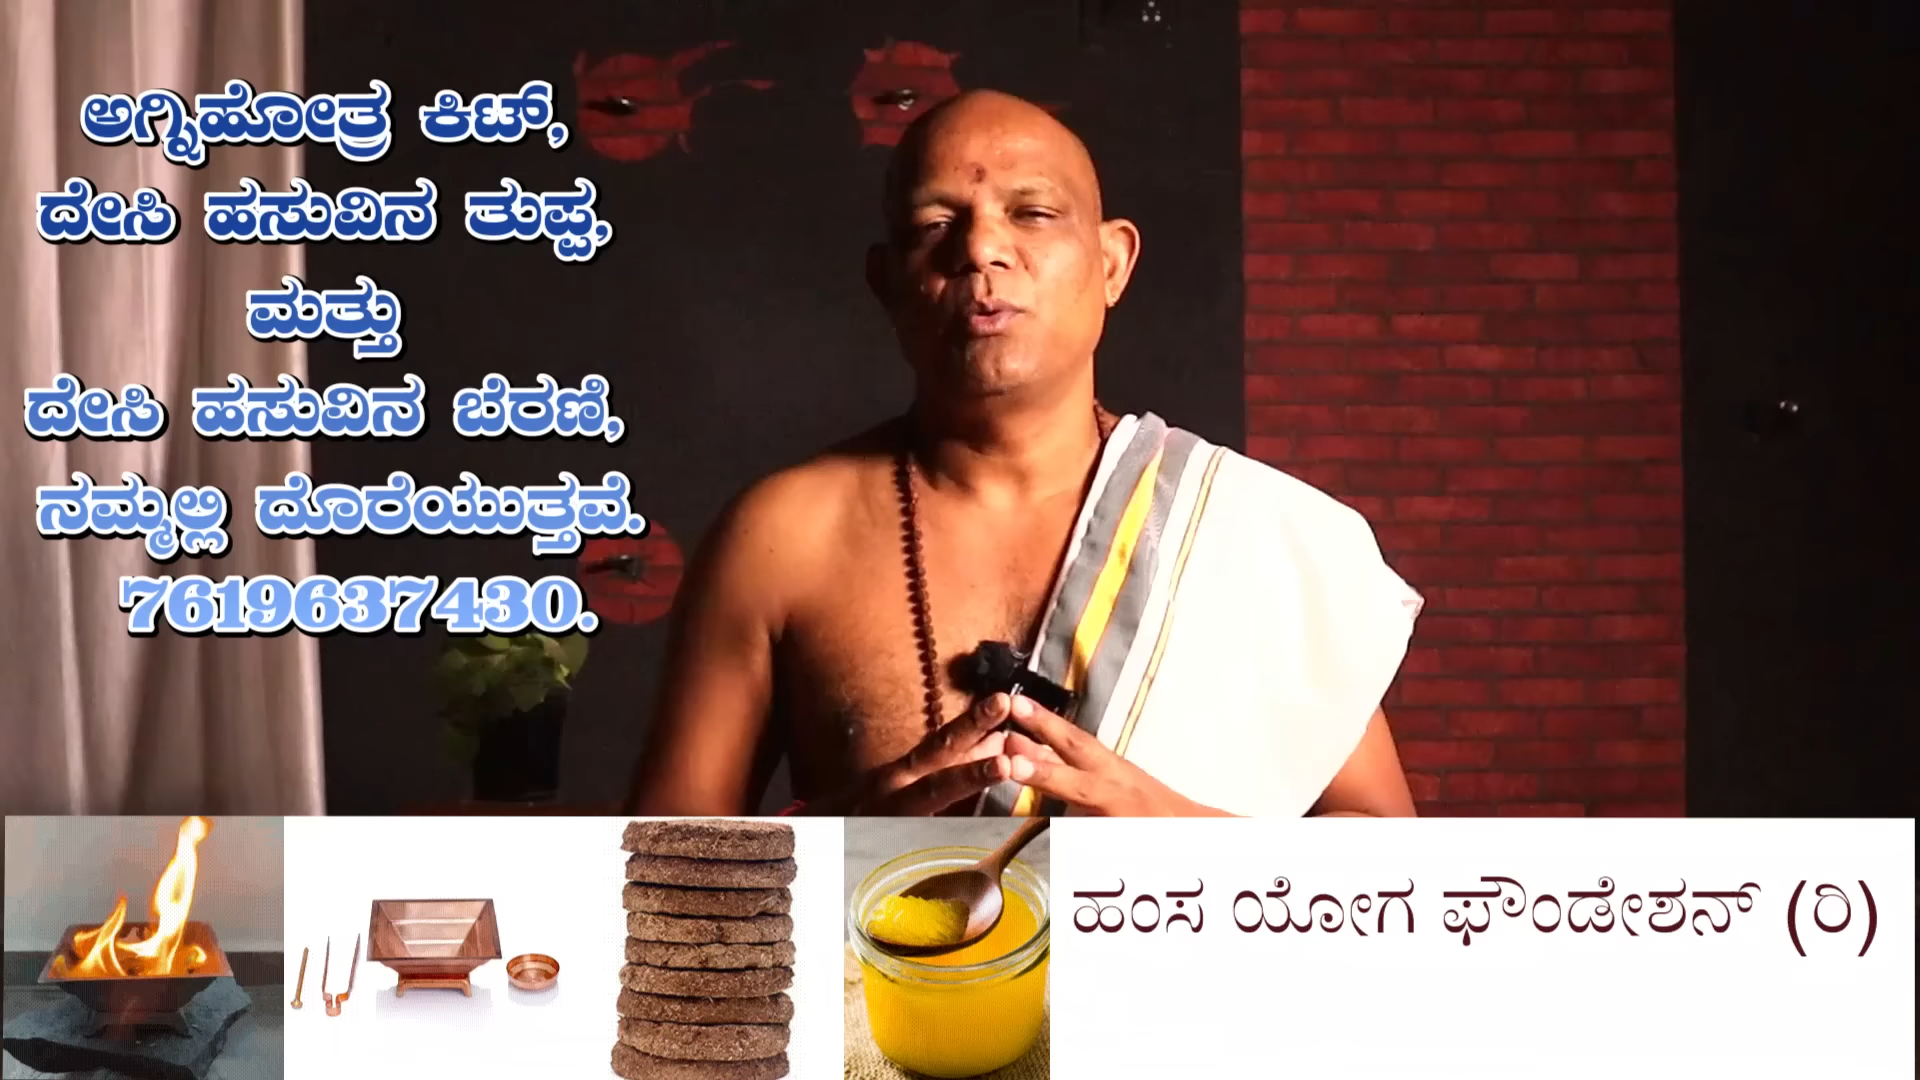 ಅಗ್ನಿಹೋತ್ರ ಕಿಟ್,
ದೇಸಿ ಹಸುವಿನ ತುಪ್ಪ,
ಮತ್ತು
ದೇಸಿ ಹಸುವಿನ ಬೆರಣಿ,
ನಮ್ಮಲ್ಲಿ ದೊರೆಯುತ್ತವೆ.
7619637430.
ಹಂಸ ಯೋಗ ಫೌಂಡೇಶನ್ (ರಿ)